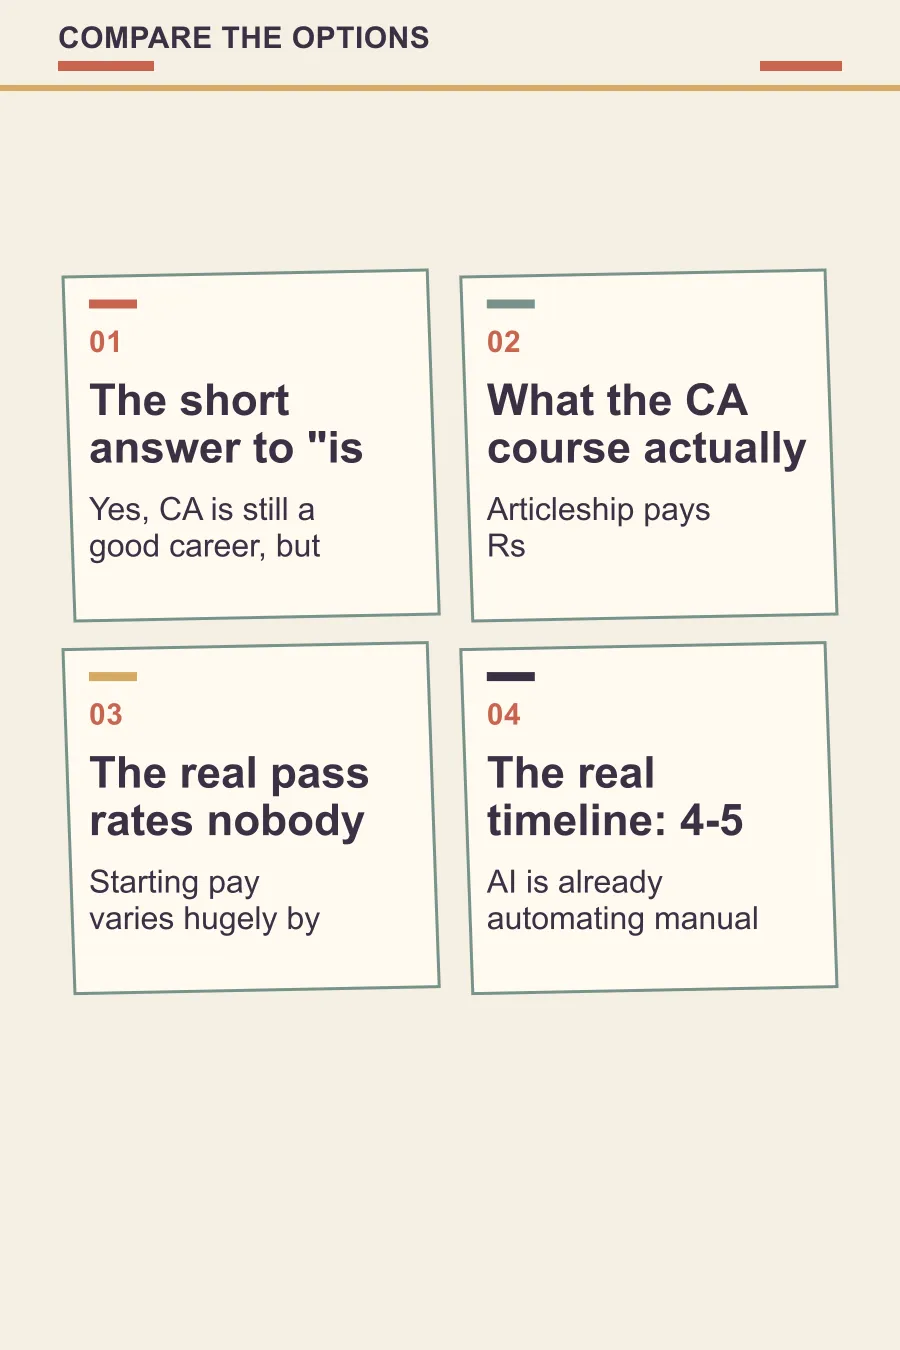 COMPARE THE OPTIONS
01
The short
answer to "is
Yes, CA is still a
good career, but
02
What the CA
course actually
Articleship pays
Rs
03
The real pass
rates nobody
Starting pay
varies hugely by
04
The real
timeline: 4-5
AI is already
automating manual